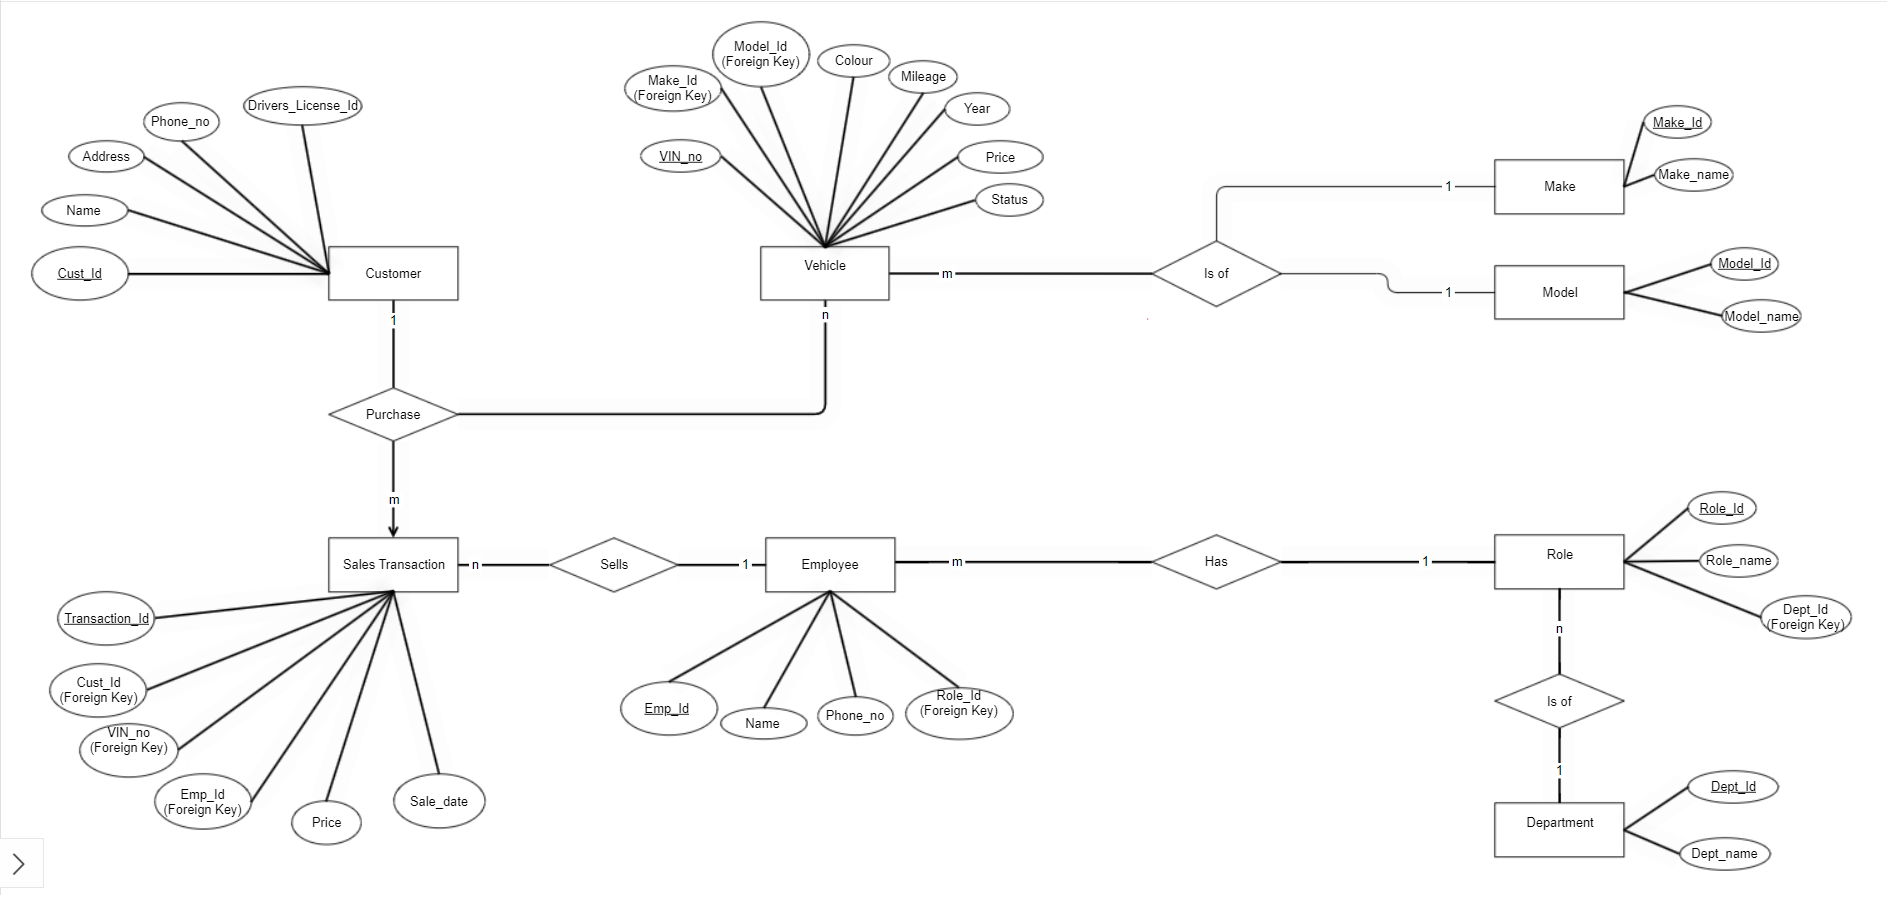 Model_Id
(Foreign Key)
Colour
Mileage
Make_Id
(Foreign Key)
Year
VIN_no
Price
Status
Drivers_License_Id
Phone_no
Address
Name
Cust_Id
Customer
Vehicle
m
Is of
1
Make
Make_Id
Make_name
1
Model
Model_Id
Model_name
1
n
Purchase
m
Sales Transaction
n
Sells
1
Employee
m
Has
1
Role
Role_Id
Role_name
Dept_Id
(Foreign Key)
n
Is of
1
Department
Dept_Id
Dept_name
Transaction_Id
Cust_Id
(Foreign Key)
VIN_no
(Foreign Key)
Emp_Id
(Foreign Key)
Price
Sale_date
Emp_Id
Name
Phone_no
Role_Id
(Foreign Key)